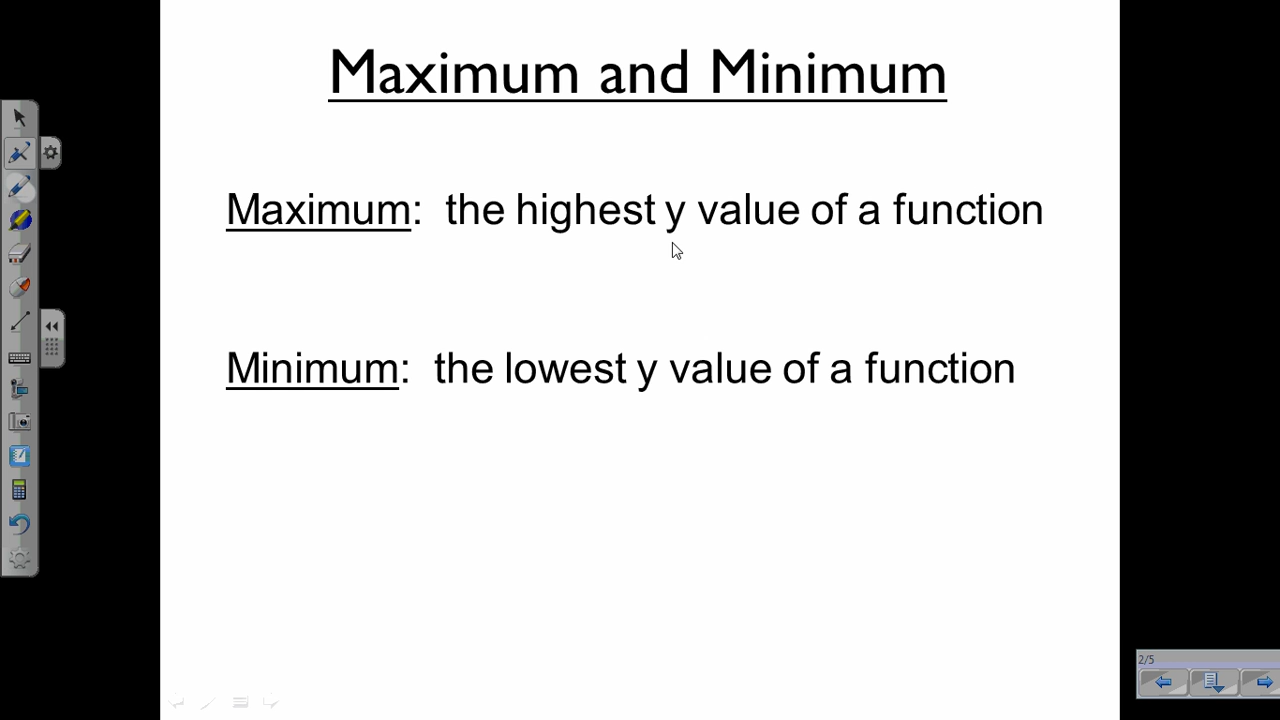 Maximum and Minimum
Maximum: the highest y value of a function
Minimum: the lowest y value of a function
2/5